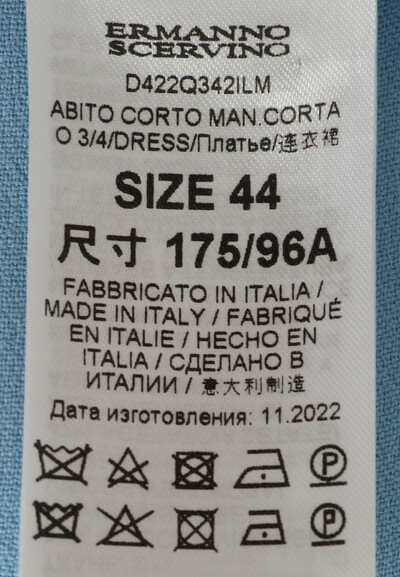 ERMANNO
SCERVINO
D422Q342ILM
ABITO CORTO MAN.CORTA
O 3/4/DRESS/Платье/连衣裙
SIZE 44
尺寸 175/96A
FABBRICATO IN ITALIA /
MADE IN ITALY / FABRIQUÉ
EN ITALIE / HECHO EN
ITALIA / СДЕЛАНО В
ИТАЛИИ / 意大利制造
Дата изготовления: 11.2022
P
P